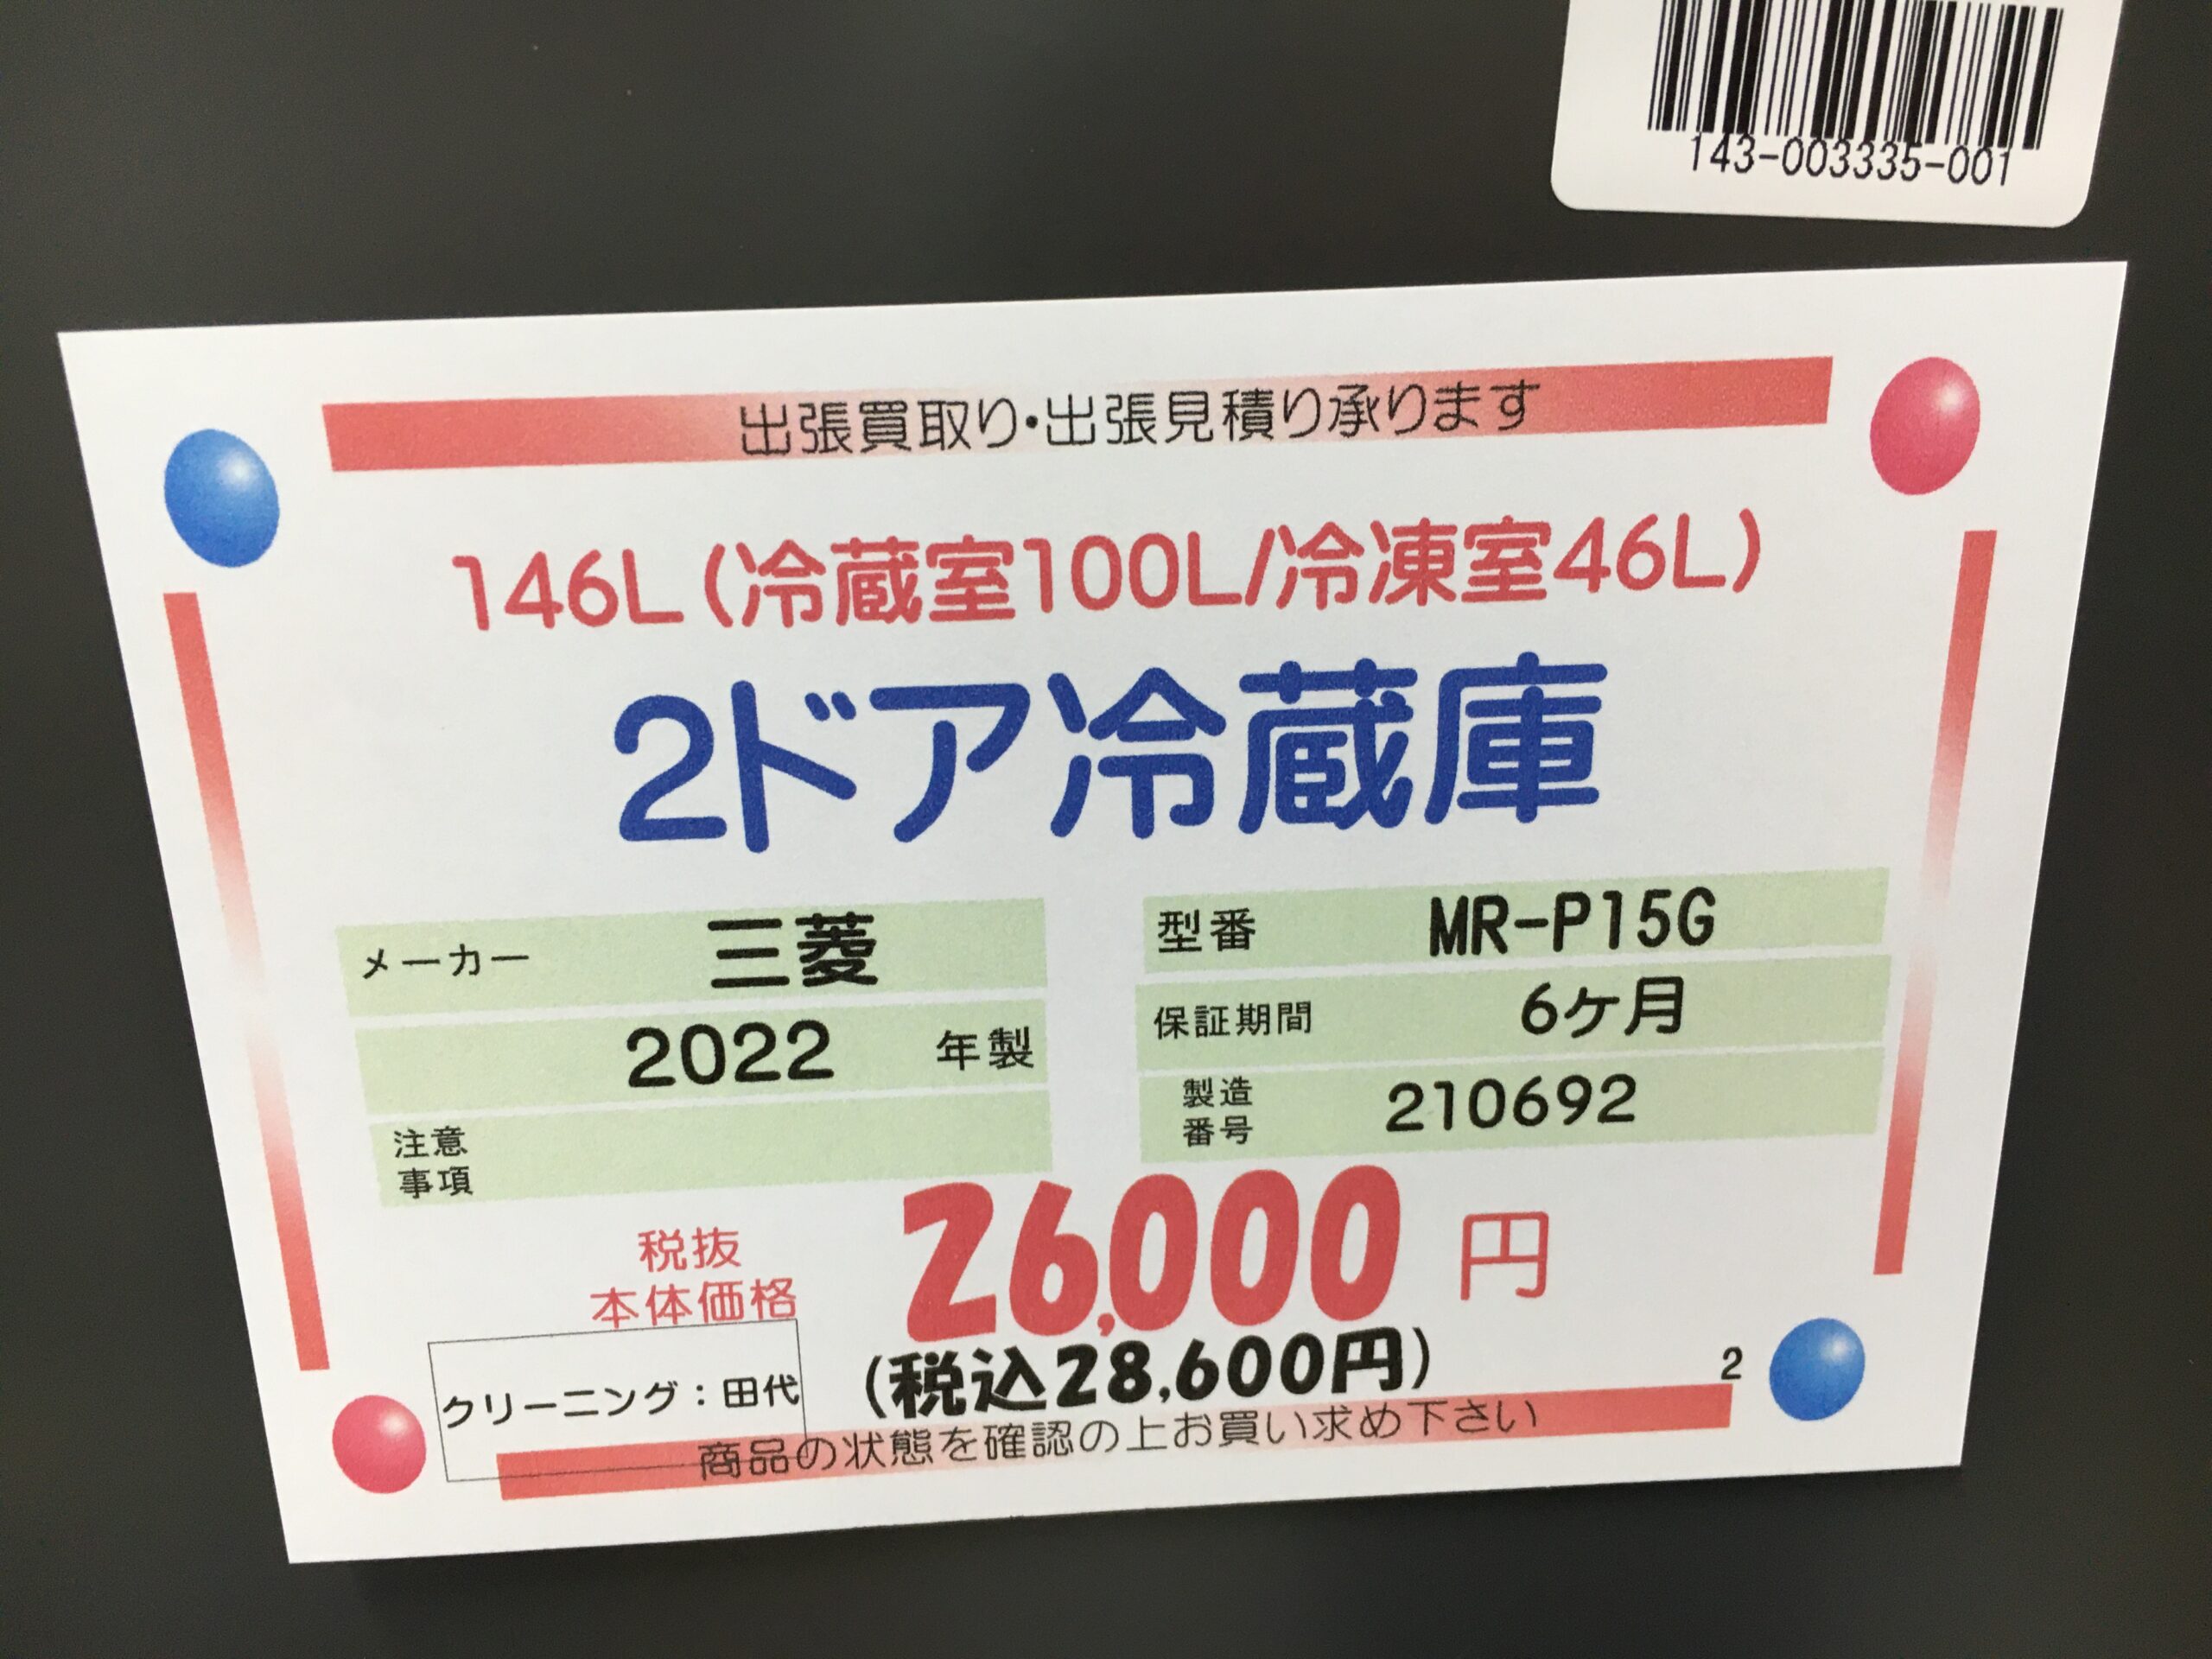 143-003335-001
出張買取り・出張見積り承ります
146L(冷蔵室100L/冷凍室46L)
2ドア冷蔵庫
メーカー 三菱
型番 MR-P15G
2022 年製
保証期間 6ヶ月
注意事項
製造番号 210692
税抜
本体価格 26,000 円
(税込28,600円)
クリーニング：田代
2
商品の状態を確認の上お買い求め下さい